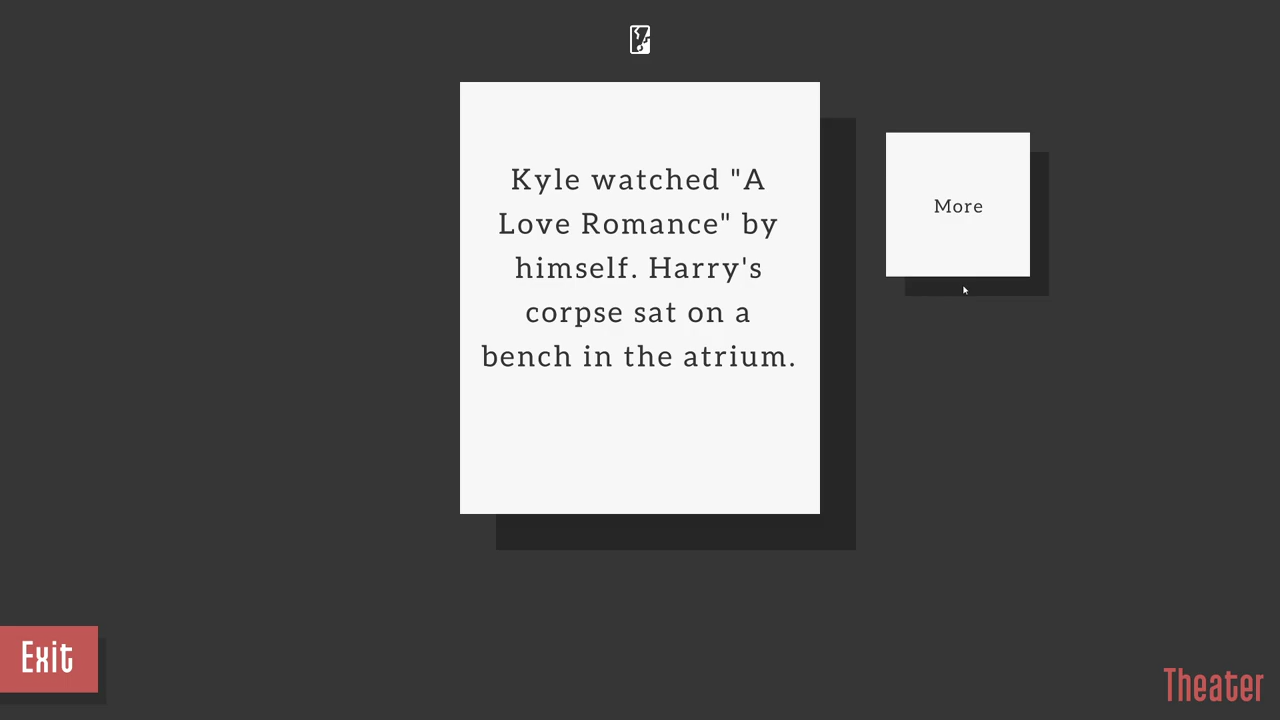 Kyle watched "A
Love Romance" by
himself. Harry's
corpse sat on a
bench in the atrium.
More
Exit
Theater